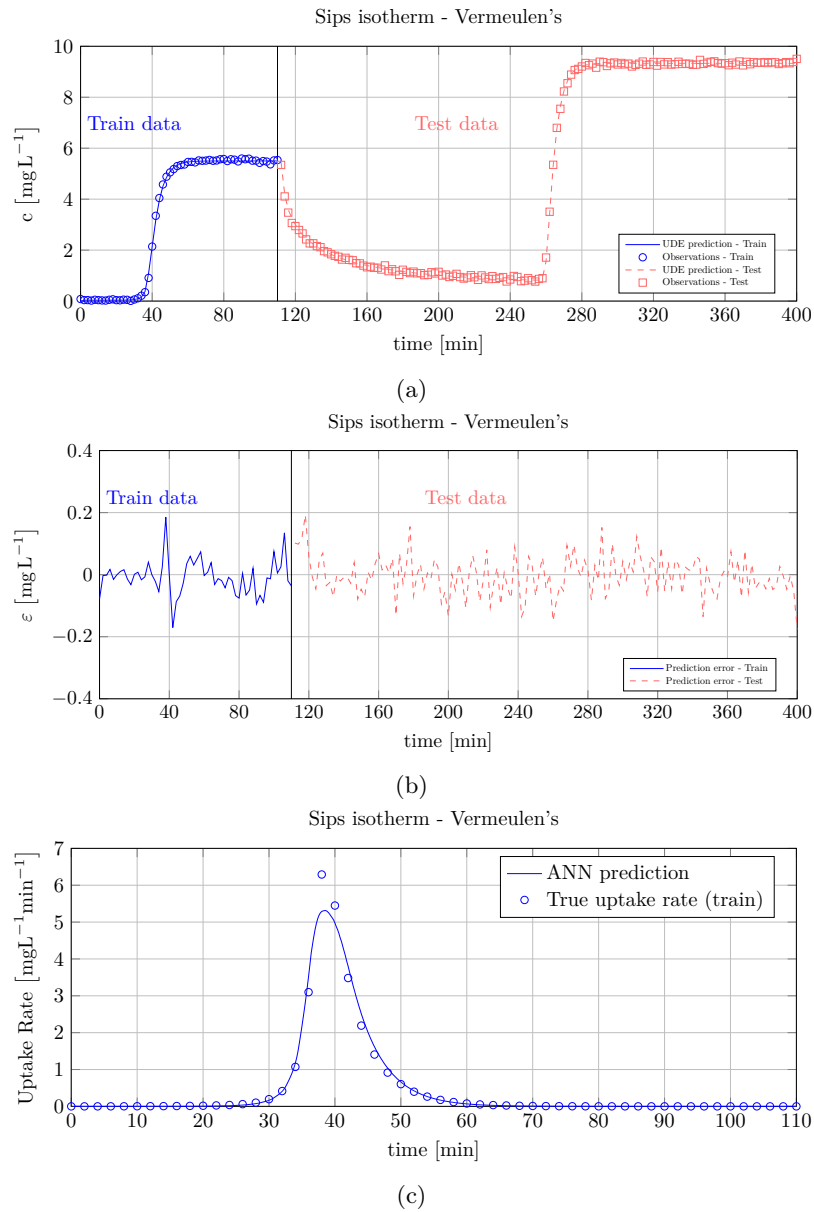 Sips isotherm - Vermeulen's
10
8
6
4
2
0
c [mg L⁻¹]
Train data
Test data
UDE prediction - Train
Observations - Train
UDE prediction - Test
Observations - Test
0 40 80 120 160 200 240 280 320 360 400
time [min]
(a)
Sips isotherm - Vermeulen's
0.4
0.2
0
−0.2
−0.4
ε [mg L⁻¹]
Train data
Test data
Prediction error - Train
Prediction error - Test
0 40 80 120 160 200 240 280 320 360 400
time [min]
(b)
Sips isotherm - Vermeulen's
7
6
5
4
3
2
1
0
Uptake Rate [mgL⁻¹min⁻¹]
ANN prediction
True uptake rate (train)
0 10 20 30 40 50 60 70 80 90 100 110
time [min]
(c)